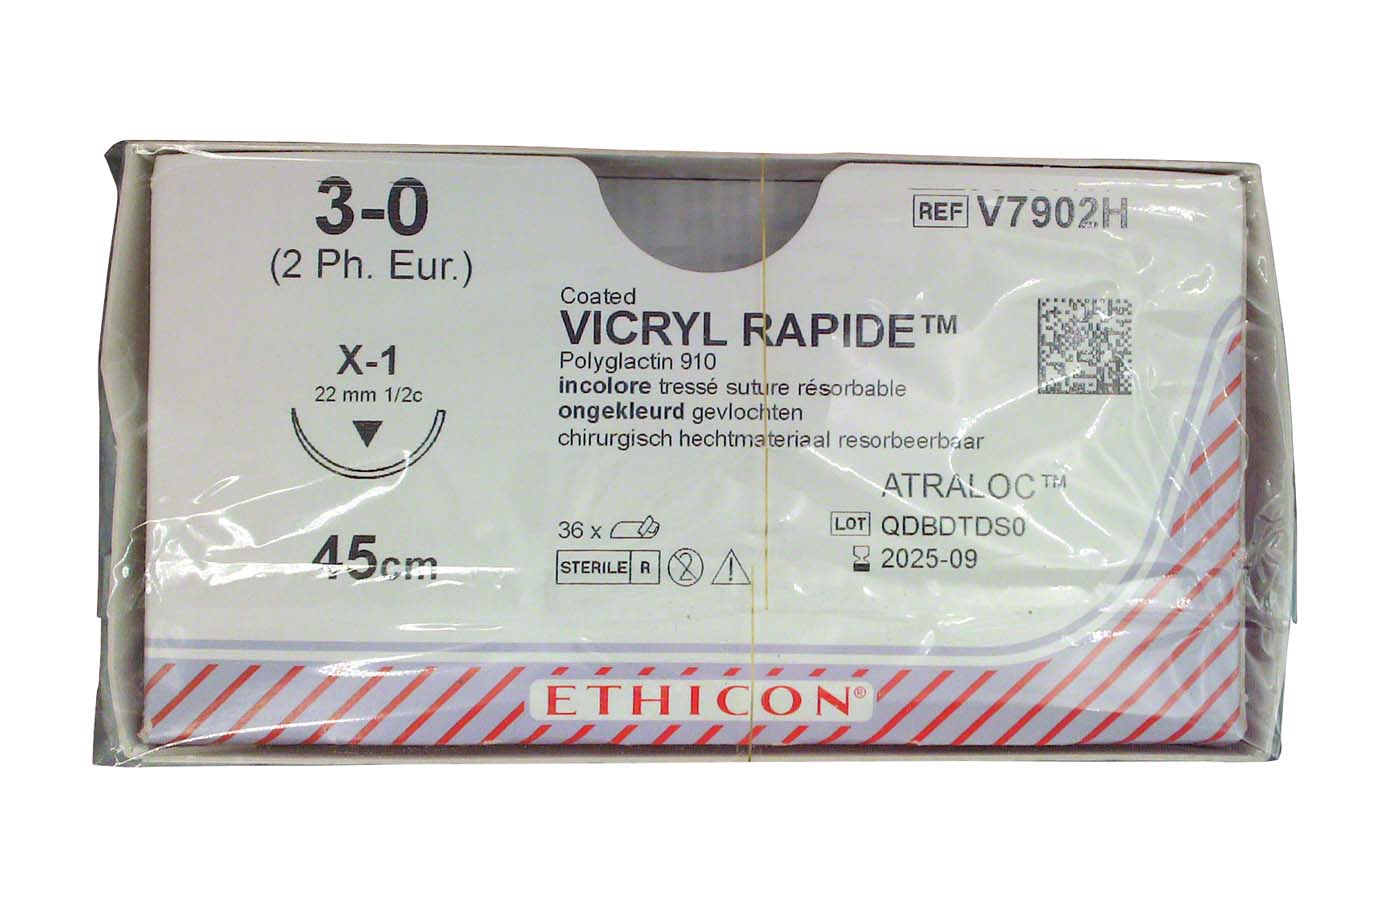 3-0
(2 Ph. Eur.)
X-1
22 mm 1/2c
45cm
Coated
VICRYL RAPIDE™
Polyglactin 910
incolore tressé suture résorbable
ongekleurd gevlochten
chirurgisch hechtmateriaal resorbeerbaar
36 x
STERILE R
2
REF V7902H
ATRALOC™
LOT QDBDTDS0
2025-09
ETHICON®